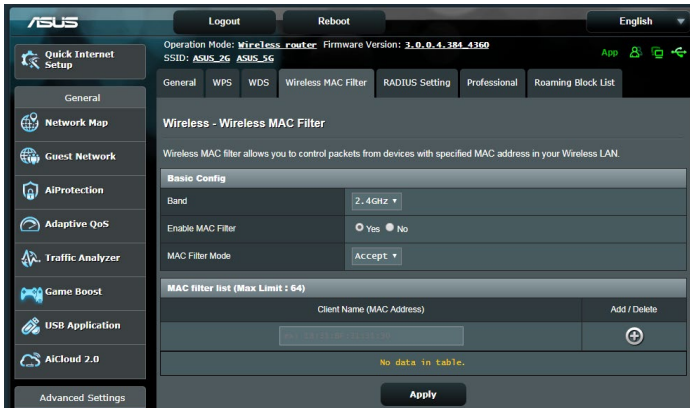 ASUS
Logout
Reboot
English
Quick Internet
Setup
Operation Mode: Wireless router Firmware Version: 3.0.0.4.384_4360
SSID: ASUS_2G ASUS_5G
App
General
WPS
WDS
Wireless MAC Filter
RADIUS Setting
Professional
Roaming Block List
General
Network Map
Guest Network
AiProtection
Adaptive QoS
Traffic Analyzer
Game Boost
USB Application
AiCloud 2.0
Advanced Settings
Wireless - Wireless MAC Filter
Wireless MAC filter allows you to control packets from devices with specified MAC address in your Wireless LAN.
Basic Config
Band
2.4GHz
Enable MAC Filter
Yes No
MAC Filter Mode
Accept
MAC filter list (Max Limit : 64)
Client Name (MAC Address)
Add / Delete
No data in table.
Apply